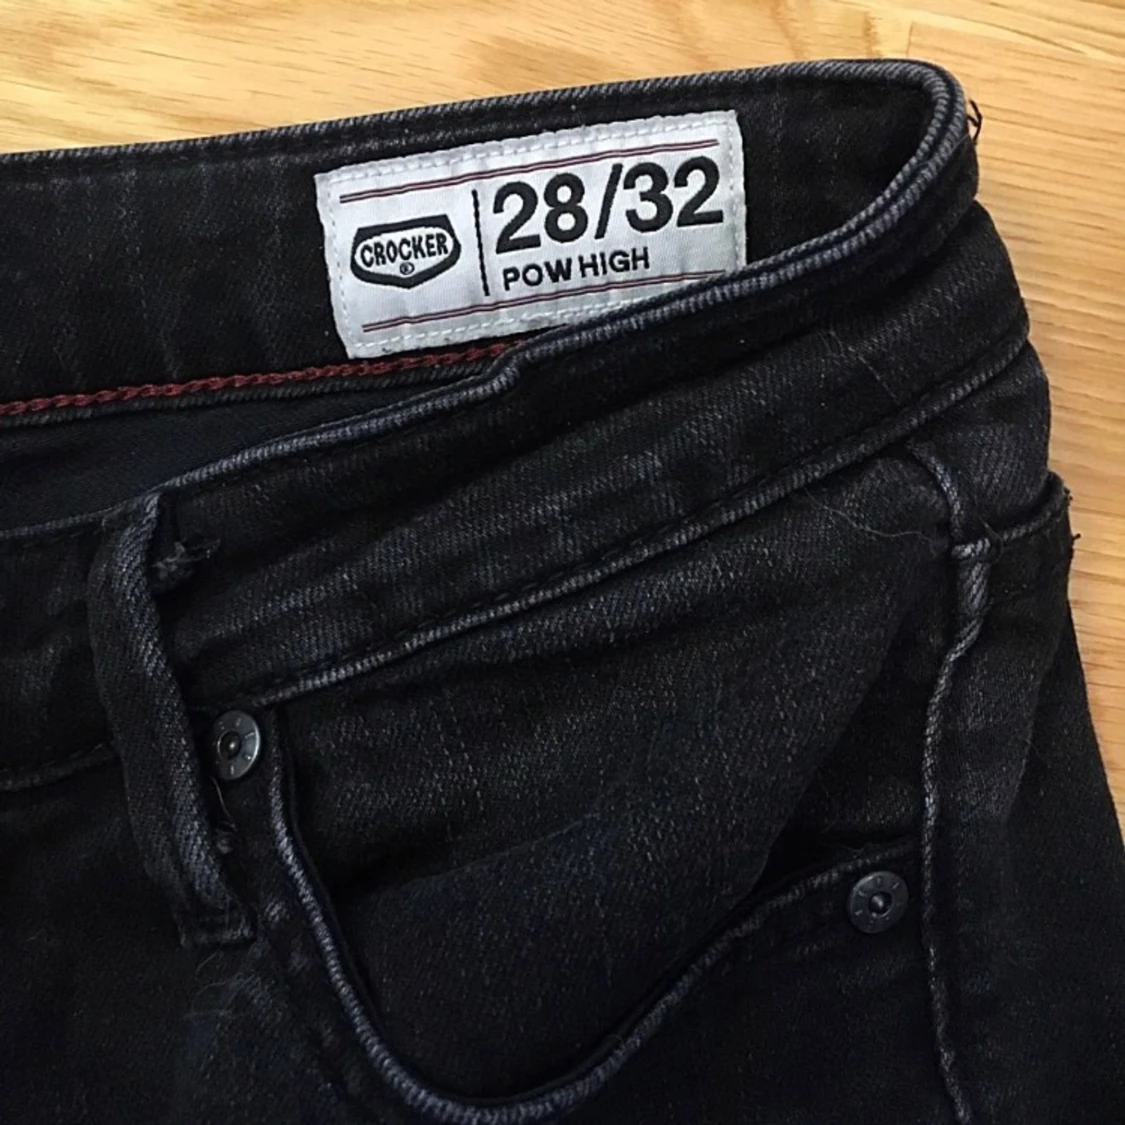 CROCKER
®
28/32
POW HIGH